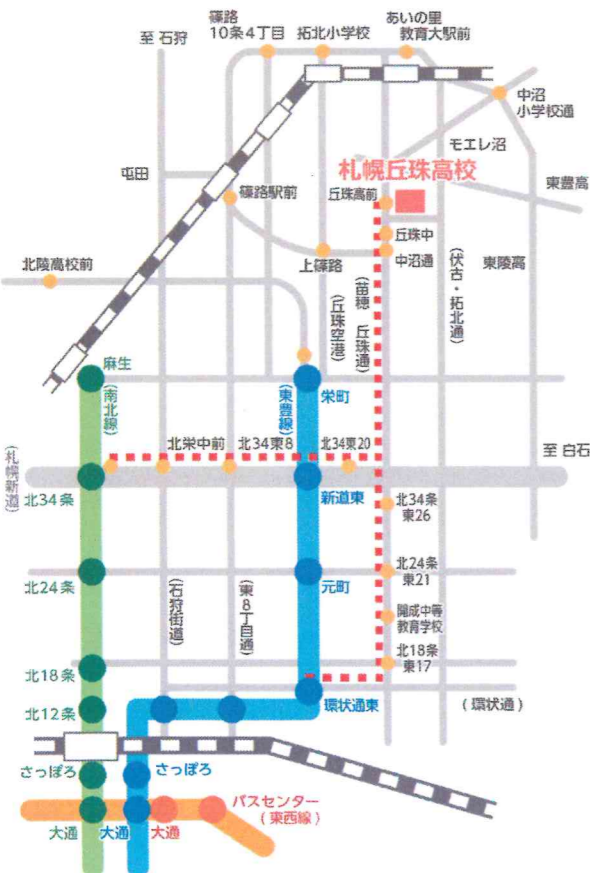 篠路
10条4丁目
拓北小学校
あいの里
教育大駅前
至 石狩
中沼
小学校通
モエレ沼
屯田
札幌丘珠高校
東豊高
篠路駅前
丘珠高前
丘珠中
北陵高校前
上篠路
中沼通
(伏古・拓北通)
東陵高
(丘珠空港)
(苗穂 丘珠通)
麻生
(南北線)
(東豊線)
栄町
(札幌新道)
北栄中前
北34東8
北34東20
至 白石
北34条
新道東
北34条
東26
北24条
(石狩街道)
(東8丁目通)
元町
北24条
東21
開成中等
教育学校
北18条
北18条
東17
北12条
環状通東
(環状通)
さっぽろ
さっぽろ
バスセンター
(東西線)
大通
大通
大通